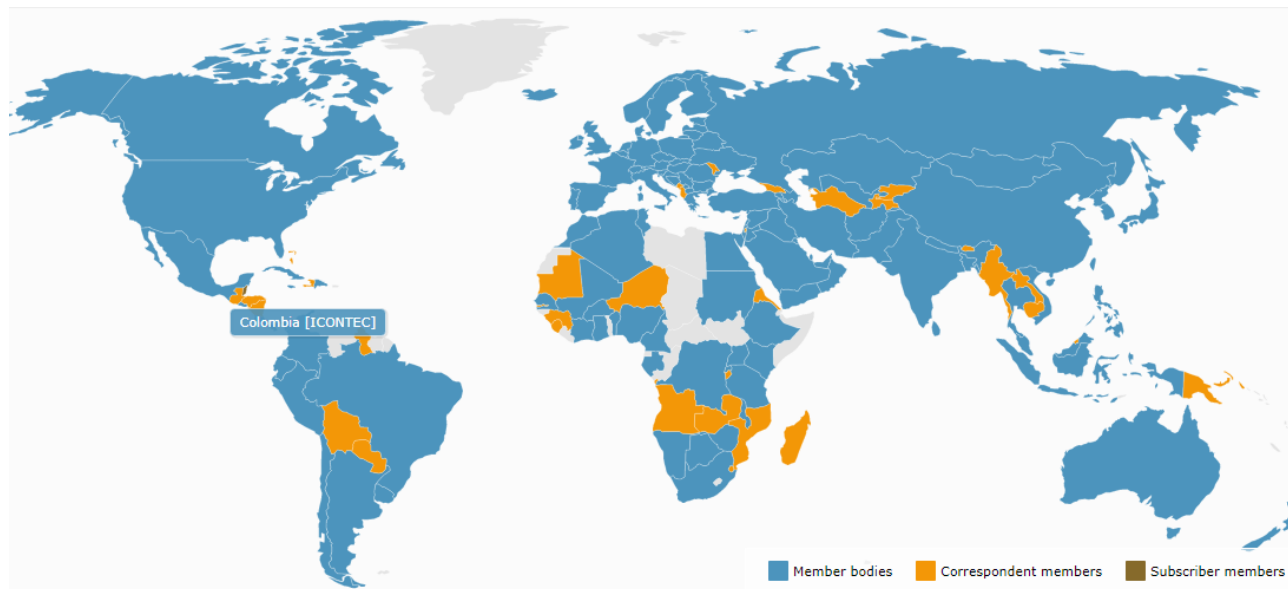 Colombia [ICONTEC]
Member bodies
Correspondent members
Subscriber members